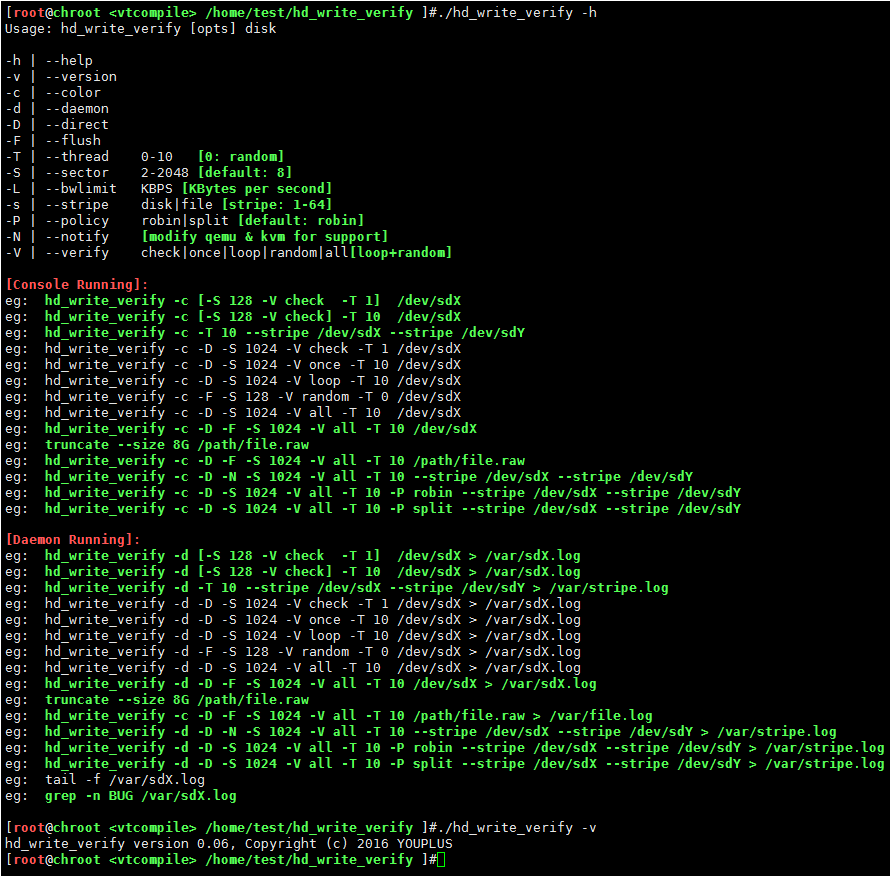 [root@chroot <vtcompile> /home/test/hd_write_verify ]#./hd_write_verify -h
Usage: hd_write_verify [opts] disk

-h | --help
-v | --version
-c | --color
-d | --daemon
-D | --direct
-F | --flush
-T | --thread    0-10   [0: random]
-S | --sector    2-2048 [default: 8]
-L | --bwlimit   KBPS [KBytes per second]
-s | --stripe    disk|file [stripe: 1-64]
-P | --policy    robin|split [default: robin]
-N | --notify    [modify qemu & kvm for support]
-V | --verify    check|once|loop|random|all[loop+random]

[Console Running]:
eg:  hd_write_verify -c [-S 128 -V check  -T 1]  /dev/sdX
eg:  hd_write_verify -c [-S 128 -V check] -T 10  /dev/sdX
eg:  hd_write_verify -c -T 10 --stripe /dev/sdX --stripe /dev/sdY
eg:  hd_write_verify -c -D -S 1024 -V check -T 1 /dev/sdX
eg:  hd_write_verify -c -D -S 1024 -V once -T 10 /dev/sdX
eg:  hd_write_verify -c -D -S 1024 -V loop -T 10 /dev/sdX
eg:  hd_write_verify -c -F -S 128 -V random -T 0 /dev/sdX
eg:  hd_write_verify -c -D -S 1024 -V all -T 10  /dev/sdX
eg:  hd_write_verify -c -D -F -S 1024 -V all -T 10 /dev/sdX
eg:  truncate --size 8G /path/file.raw
eg:  hd_write_verify -c -D -F -S 1024 -V all -T 10 /path/file.raw
eg:  hd_write_verify -c -D -N -S 1024 -V all -T 10 --stripe /dev/sdX --stripe /dev/sdY
eg:  hd_write_verify -c -D -S 1024 -V all -T 10 -P robin --stripe /dev/sdX --stripe /dev/sdY
eg:  hd_write_verify -c -D -S 1024 -V all -T 10 -P split --stripe /dev/sdX --stripe /dev/sdY

[Daemon Running]:
eg:  hd_write_verify -d [-S 128 -V check  -T 1]  /dev/sdX > /var/sdX.log
eg:  hd_write_verify -d [-S 128 -V check] -T 10  /dev/sdX > /var/sdX.log
eg:  hd_write_verify -d -T 10 --stripe /dev/sdX --stripe /dev/sdY > /var/stripe.log
eg:  hd_write_verify -d -D -S 1024 -V check -T 1 /dev/sdX > /var/sdX.log
eg:  hd_write_verify -d -D -S 1024 -V once -T 10 /dev/sdX > /var/sdX.log
eg:  hd_write_verify -d -D -S 1024 -V loop -T 10 /dev/sdX > /var/sdX.log
eg:  hd_write_verify -d -F -S 128 -V random -T 0 /dev/sdX > /var/sdX.log
eg:  hd_write_verify -d -D -S 1024 -V all -T 10  /dev/sdX > /var/sdX.log
eg:  hd_write_verify -d -D -F -S 1024 -V all -T 10 /dev/sdX > /var/sdX.log
eg:  truncate --size 8G /path/file.raw
eg:  hd_write_verify -c -D -F -S 1024 -V all -T 10 /path/file.raw > /var/file.log
eg:  hd_write_verify -d -D -N -S 1024 -V all -T 10 --stripe /dev/sdX --stripe /dev/sdY > /var/stripe.log
eg:  hd_write_verify -d -D -S 1024 -V all -T 10 -P robin --stripe /dev/sdX --stripe /dev/sdY > /var/stripe.log
eg:  hd_write_verify -d -D -S 1024 -V all -T 10 -P split --stripe /dev/sdX --stripe /dev/sdY > /var/stripe.log
eg:  tail -f /var/sdX.log
eg:  grep -n BUG /var/sdX.log

[root@chroot <vtcompile> /home/test/hd_write_verify ]#./hd_write_verify -v
hd_write_verify version 0.06, Copyright (c) 2016 YOUPLUS
[root@chroot <vtcompile> /home/test/hd_write_verify ]#